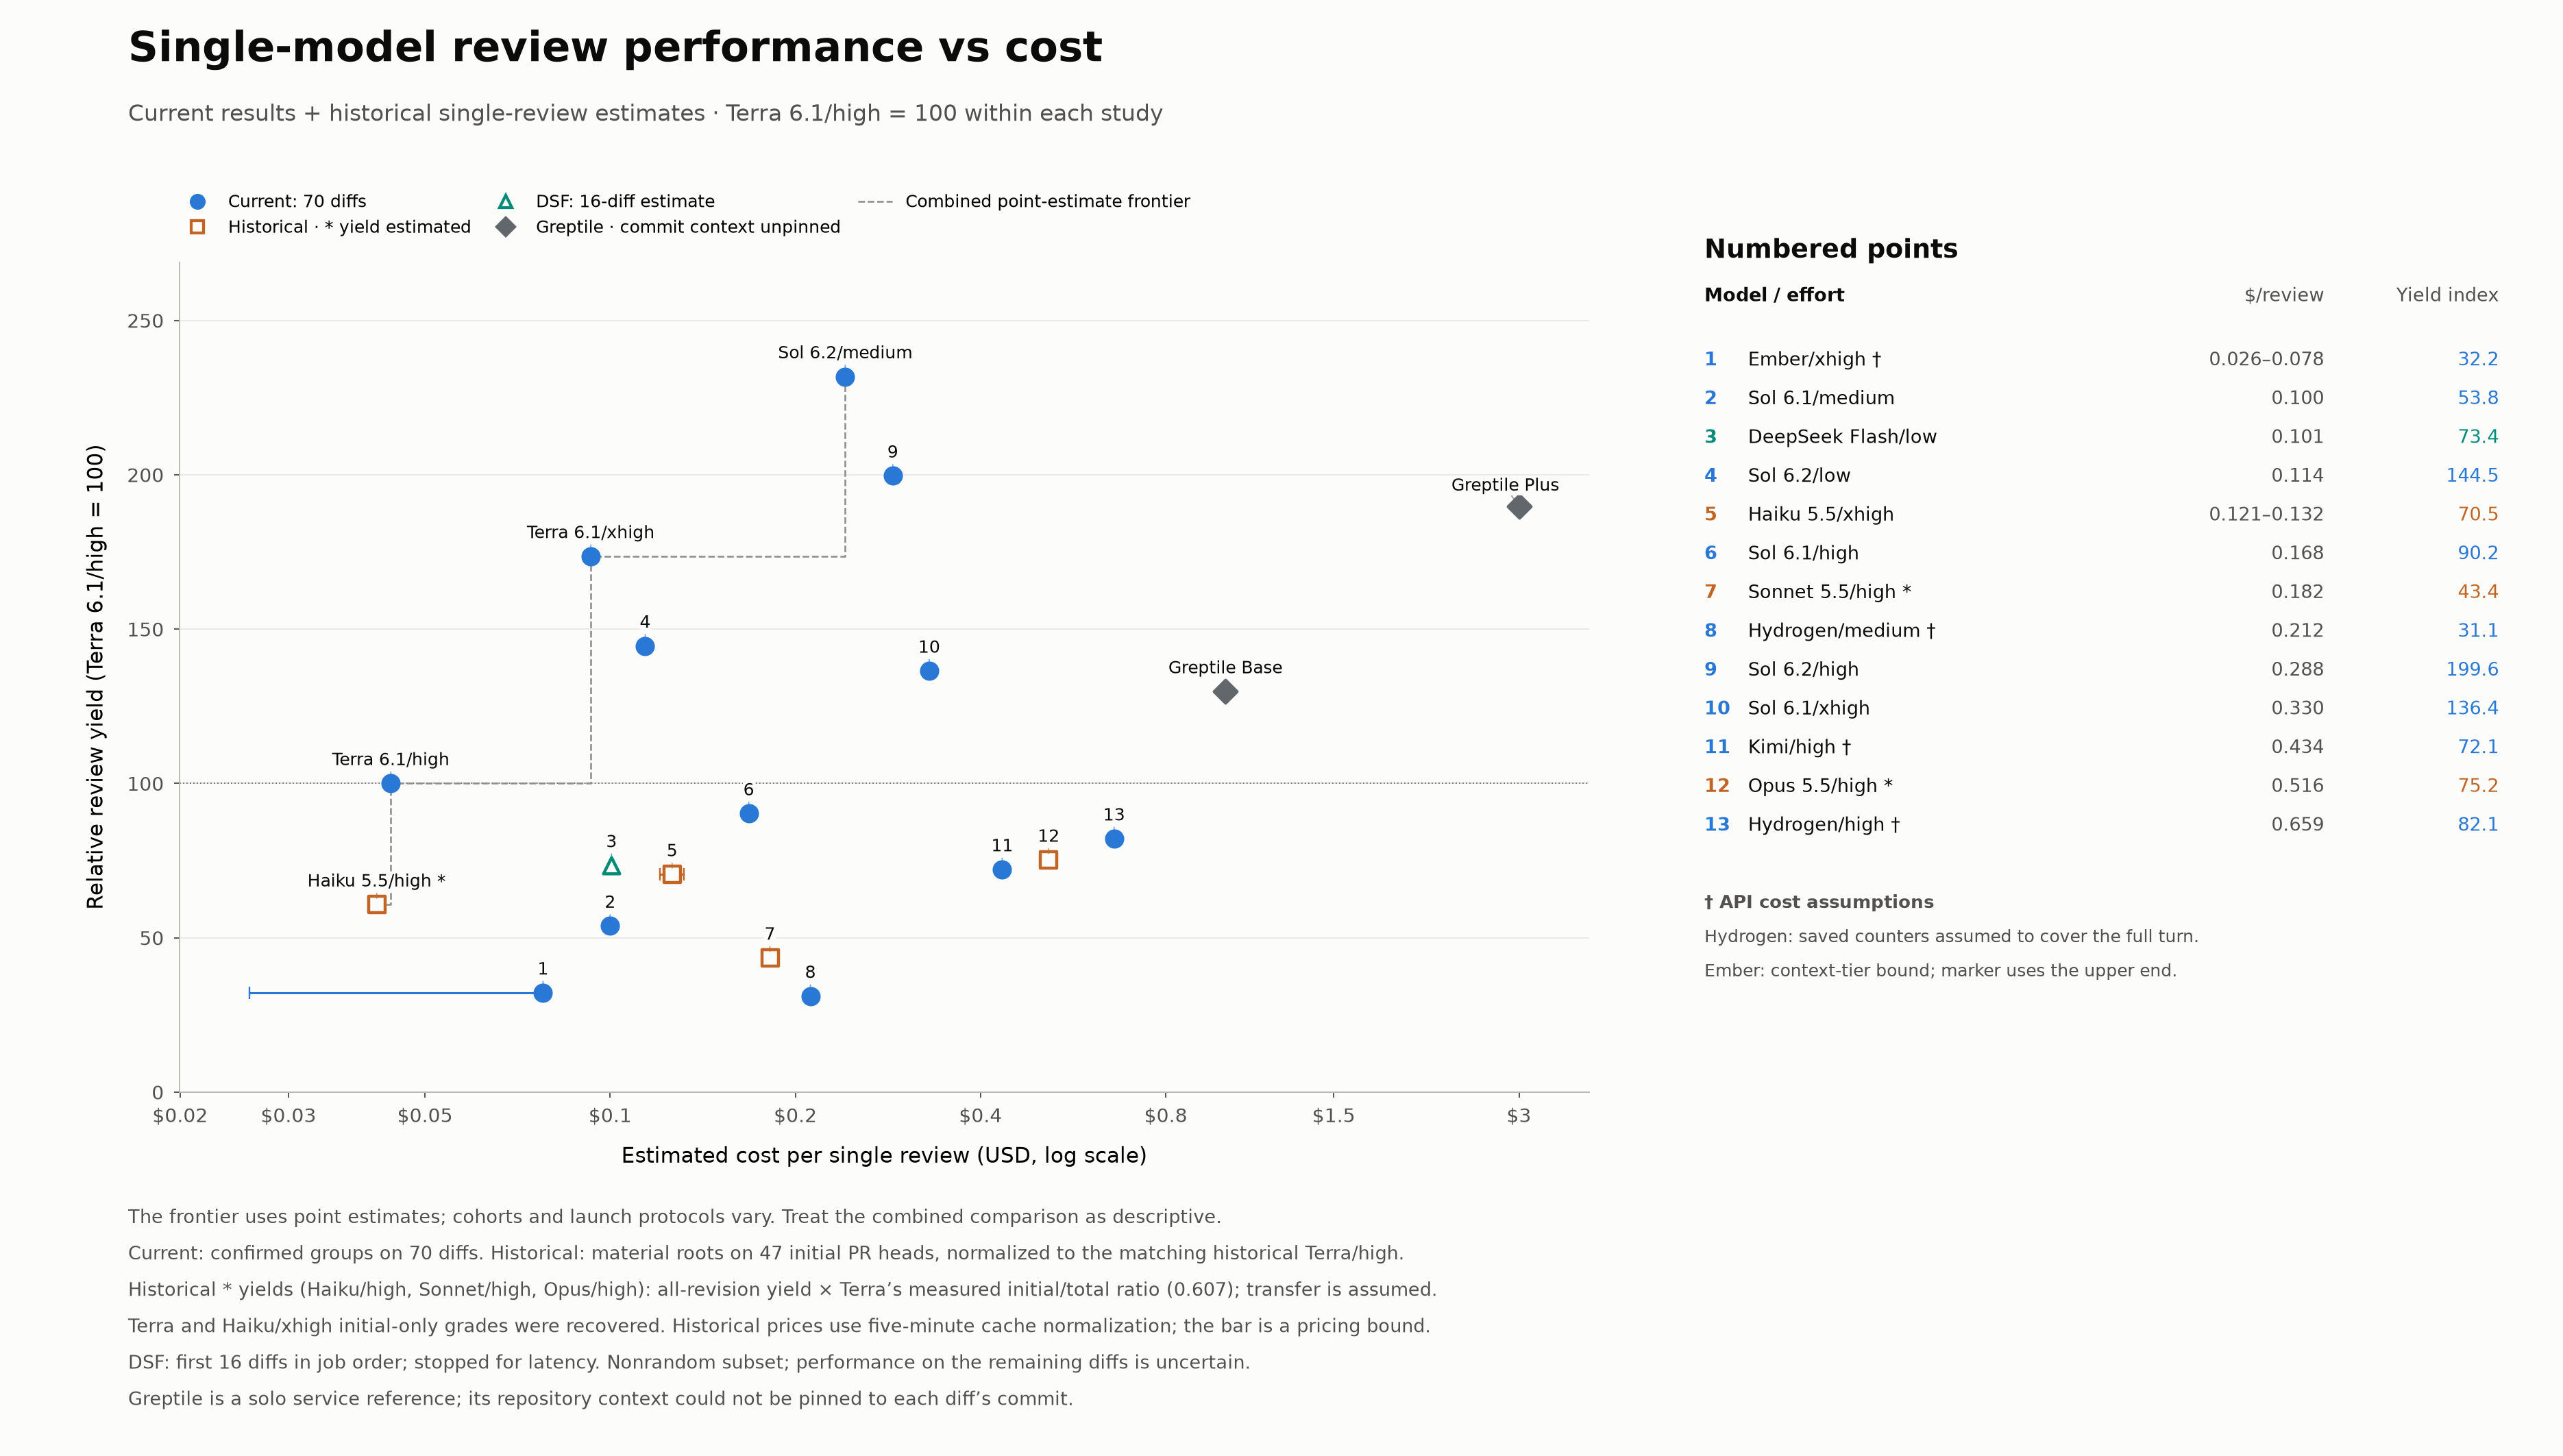 Single-model review performance vs cost
Current results + historical single-review estimates · Terra 6.1/high = 100 within each study
Current: 70 diffs
Historical · * yield estimated
DSF: 16-diff estimate
Greptile · commit context unpinned
Combined point-estimate frontier
Relative review yield (Terra 6.1/high = 100)
250
200
150
100
50
0
Sol 6.2/medium
9
Greptile Plus
Terra 6.1/xhigh
4
10
Greptile Base
Terra 6.1/high
6
13
3
5
11
12
Haiku 5.5/high *
2
7
1
8
$0.02
$0.03
$0.05
$0.1
$0.2
$0.4
$0.8
$1.5
$3
Estimated cost per single review (USD, log scale)
Numbered points
Model / effort $/review Yield index
1 Ember/xhigh † 0.026–0.078 32.2
2 Sol 6.1/medium 0.100 53.8
3 DeepSeek Flash/low 0.101 73.4
4 Sol 6.2/low 0.114 144.5
5 Haiku 5.5/xhigh 0.121–0.132 70.5
6 Sol 6.1/high 0.168 90.2
7 Sonnet 5.5/high * 0.182 43.4
8 Hydrogen/medium † 0.212 31.1
9 Sol 6.2/high 0.288 199.6
10 Sol 6.1/xhigh 0.330 136.4
11 Kimi/high † 0.434 72.1
12 Opus 5.5/high * 0.516 75.2
13 Hydrogen/high † 0.659 82.1
† API cost assumptions
Hydrogen: saved counters assumed to cover the full turn.
Ember: context-tier bound; marker uses the upper end.
The frontier uses point estimates; cohorts and launch protocols vary. Treat the combined comparison as descriptive.
Current: confirmed groups on 70 diffs. Historical: material roots on 47 initial PR heads, normalized to the matching historical Terra/high.
Historical * yields (Haiku/high, Sonnet/high, Opus/high): all-revision yield × Terra’s measured initial/total ratio (0.607); transfer is assumed.
Terra and Haiku/xhigh initial-only grades were recovered. Historical prices use five-minute cache normalization; the bar is a pricing bound.
DSF: first 16 diffs in job order; stopped for latency. Nonrandom subset; performance on the remaining diffs is uncertain.
Greptile is a solo service reference; its repository context could not be pinned to each diff’s commit.